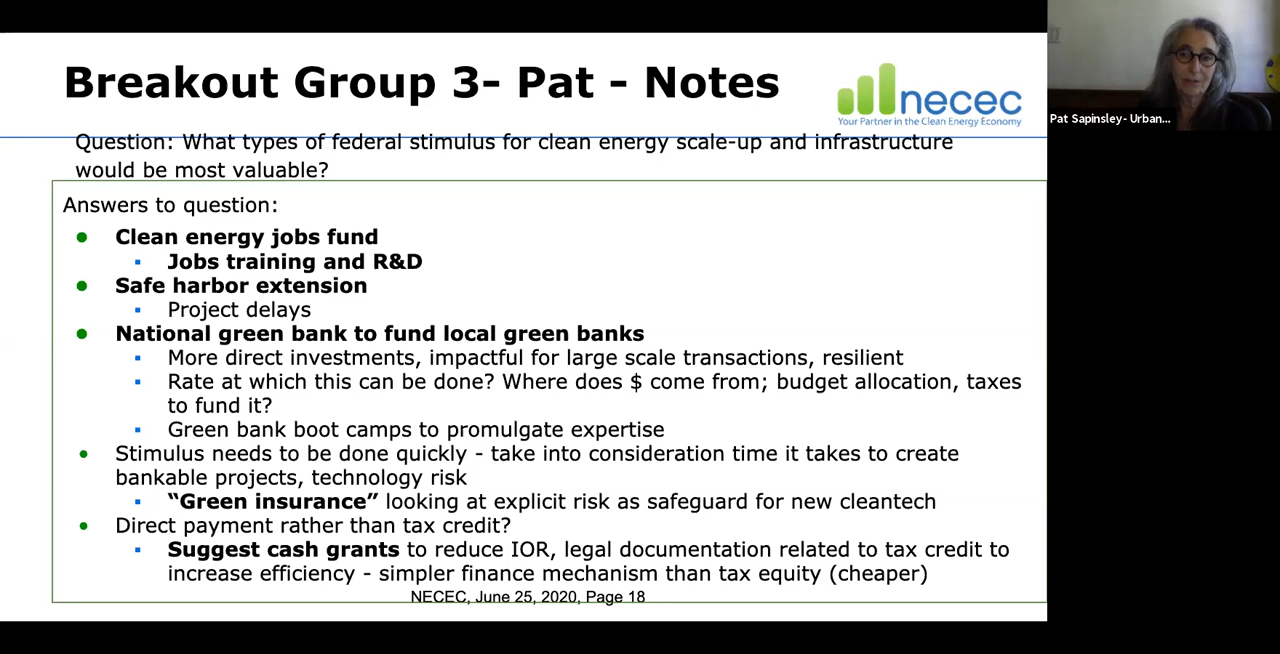 Breakout Group 3- Pat - Notes
necec
Your Partner in the Clean Energy Economy
Pat Sapinsley- Urban...
Question: What types of federal stimulus for clean energy scale-up and infrastructure
would be most valuable?
Answers to question:
● Clean energy jobs fund
▪ Jobs training and R&D
● Safe harbor extension
▪ Project delays
● National green bank to fund local green banks
▪ More direct investments, impactful for large scale transactions, resilient
▪ Rate at which this can be done? Where does $ come from; budget allocation, taxes
to fund it?
▪ Green bank boot camps to promulgate expertise
• Stimulus needs to be done quickly - take into consideration time it takes to create
bankable projects, technology risk
▪ “Green insurance” looking at explicit risk as safeguard for new cleantech
• Direct payment rather than tax credit?
▪ Suggest cash grants to reduce IOR, legal documentation related to tax credit to
increase efficiency - simpler finance mechanism than tax equity (cheaper)
NECEC, June 25, 2020, Page 18